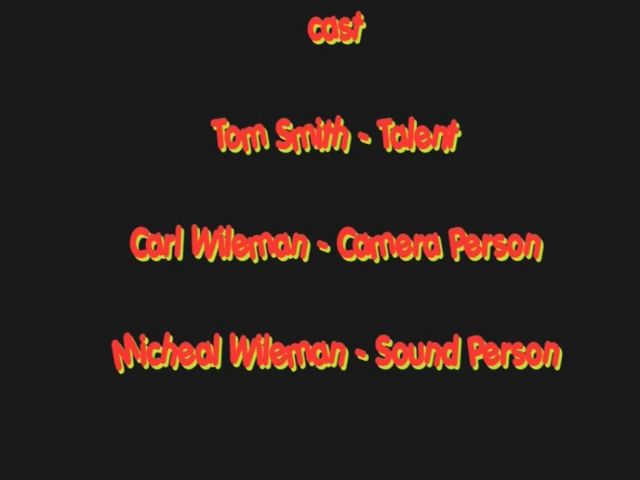 cast
Tom Smith - Talent
Carl Wileman - Camera Person
Micheal Wileman - Sound Person